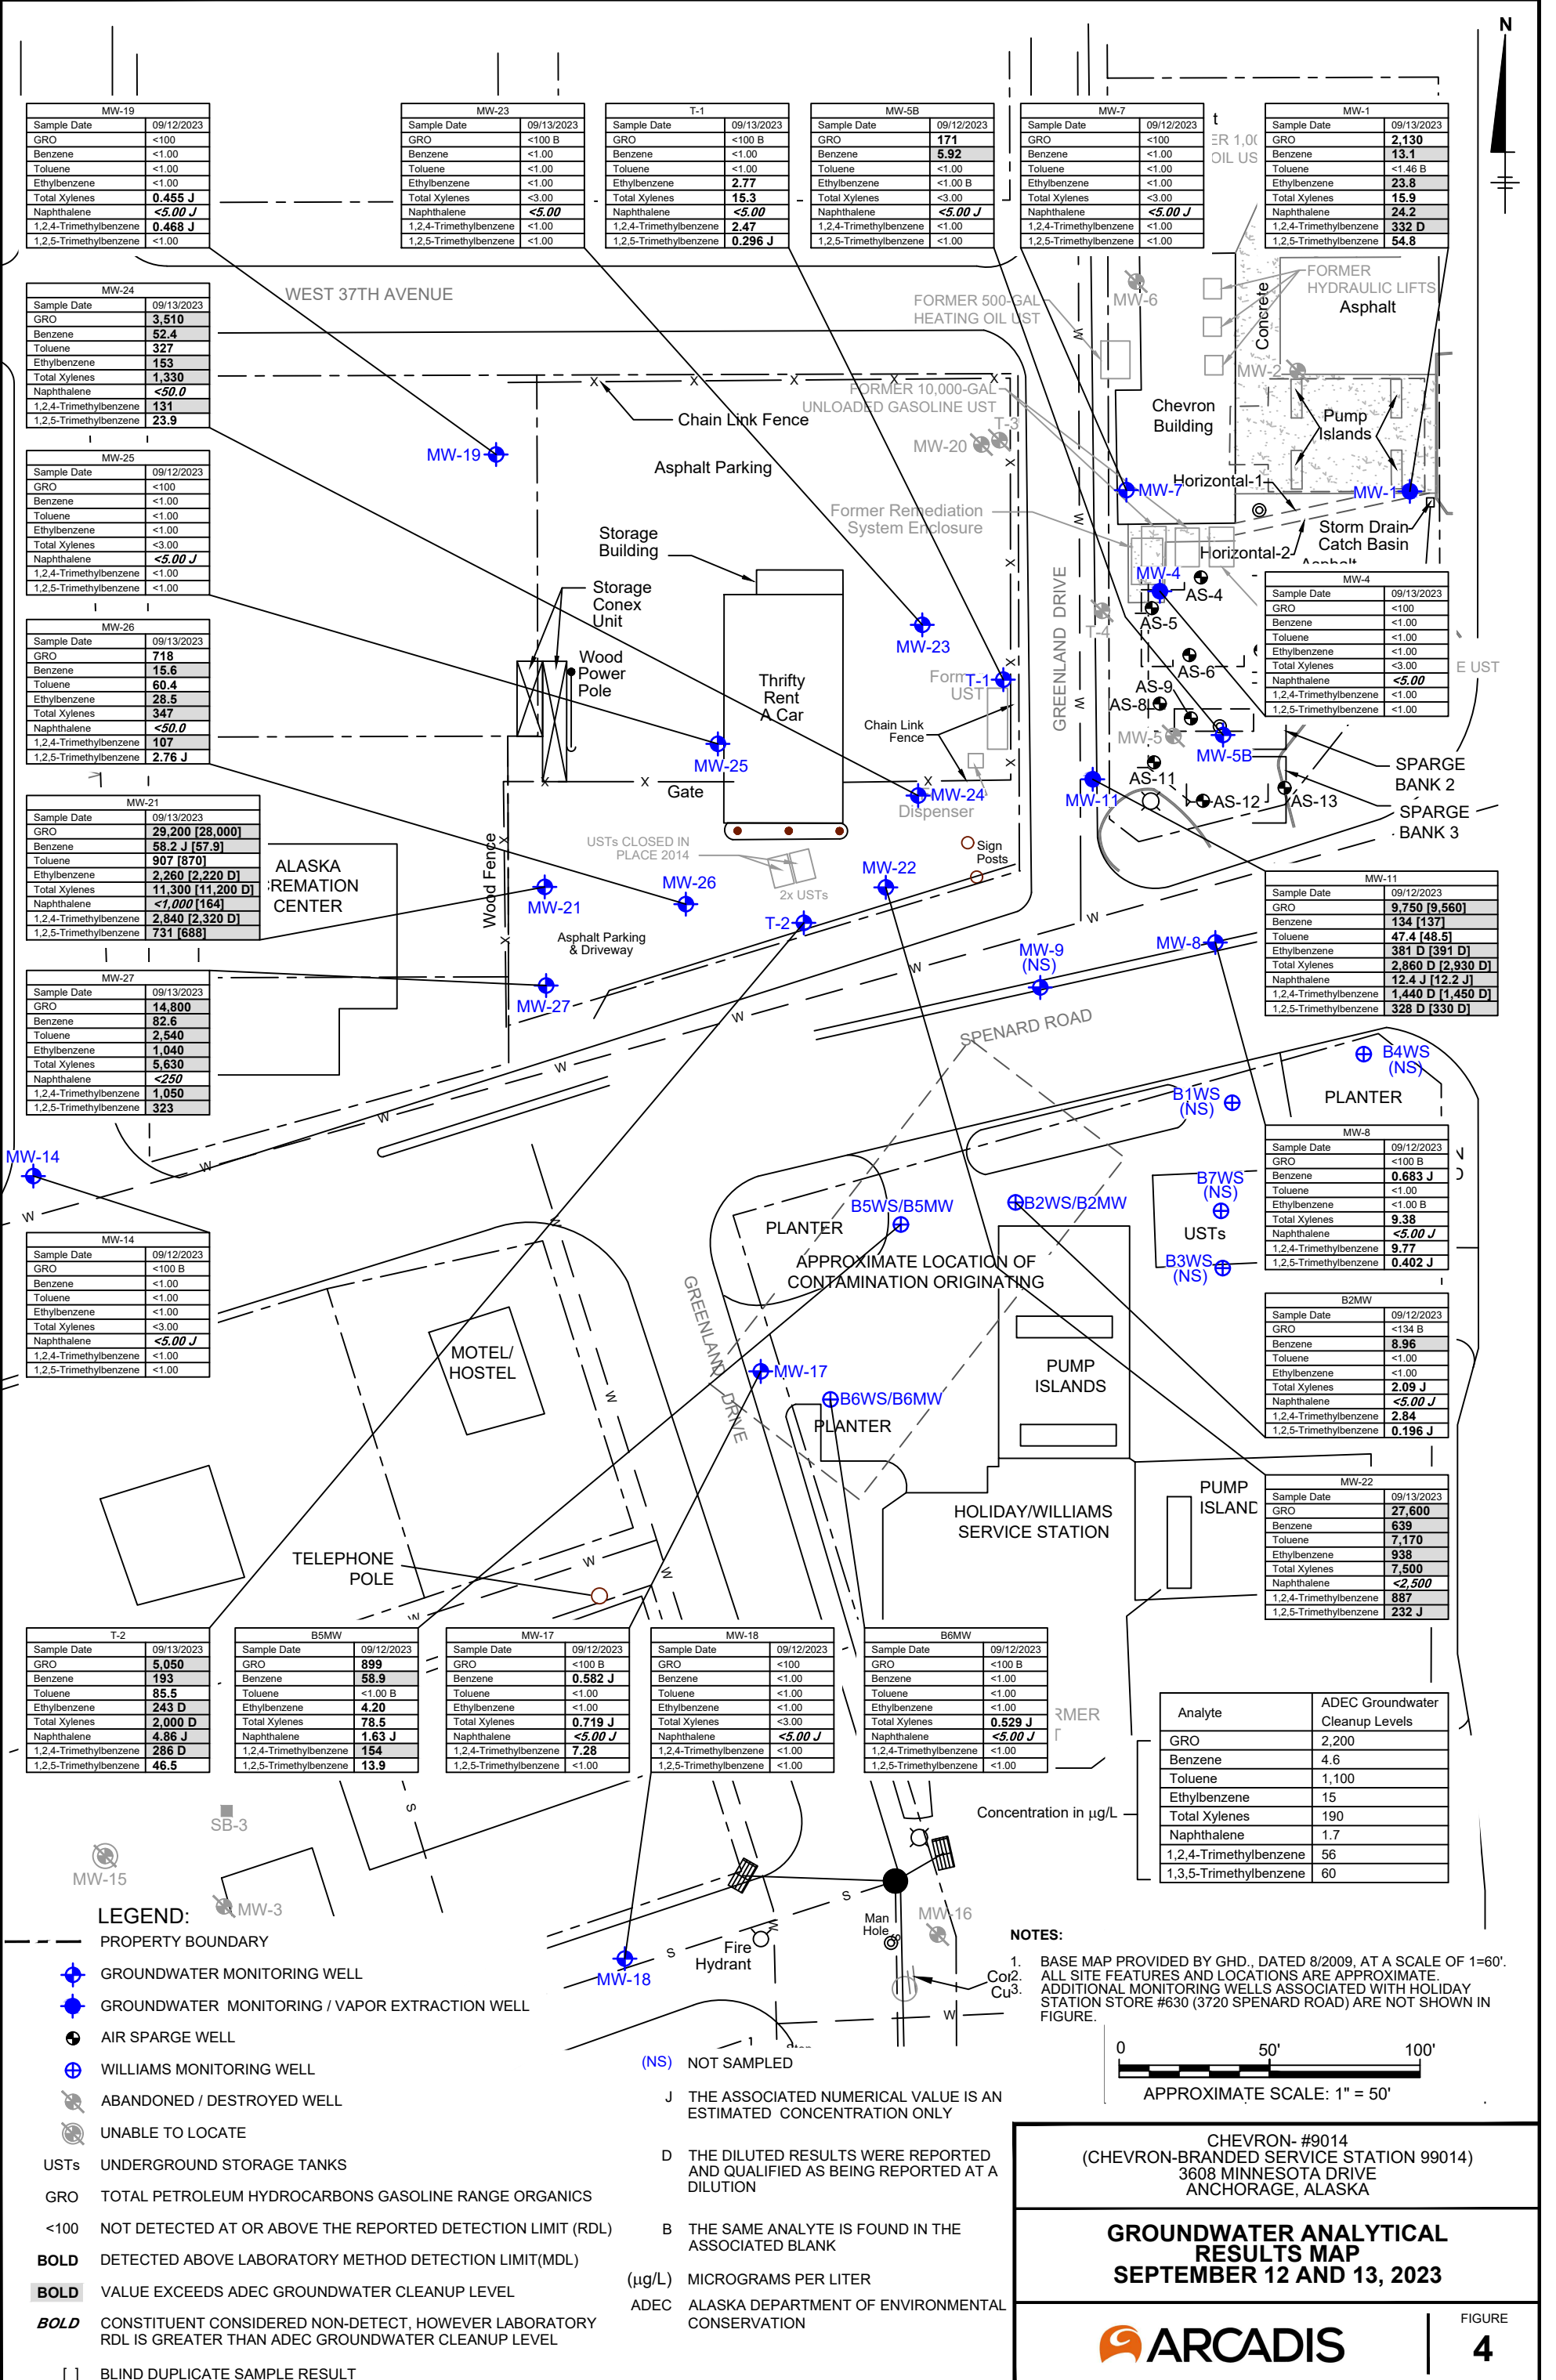 N
MW-19
Sample Date 09/12/2023
GRO <100
Benzene <1.00
Toluene <1.00
Ethylbenzene <1.00
Total Xylenes 0.455 J
Naphthalene <5.00 J
1,2,4-Trimethylbenzene 0.468 J
1,2,5-Trimethylbenzene <1.00
MW-23
Sample Date 09/13/2023
GRO <100 B
Benzene <1.00
Toluene <1.00
Ethylbenzene <1.00
Total Xylenes <3.00
Naphthalene <5.00
1,2,4-Trimethylbenzene <1.00
1,2,5-Trimethylbenzene <1.00
T-1
Sample Date 09/13/2023
GRO <100 B
Benzene <1.00
Toluene <1.00
Ethylbenzene 2.77
Total Xylenes 15.3
Naphthalene <5.00
1,2,4-Trimethylbenzene 2.47
1,2,5-Trimethylbenzene 0.296 J
MW-5B
Sample Date 09/12/2023
GRO 171
Benzene 5.92
Toluene <1.00
Ethylbenzene <1.00 B
Total Xylenes <3.00
Naphthalene <5.00 J
1,2,4-Trimethylbenzene <1.00
1,2,5-Trimethylbenzene <1.00
MW-7
Sample Date 09/12/2023
GRO <100
Benzene <1.00
Toluene <1.00
Ethylbenzene <1.00
Total Xylenes <3.00
Naphthalene <5.00 J
1,2,4-Trimethylbenzene <1.00
1,2,5-Trimethylbenzene <1.00
MW-1
Sample Date 09/13/2023
GRO 2,130
Benzene 13.1
Toluene <1.46 B
Ethylbenzene 23.8
Total Xylenes 15.9
Naphthalene 24.2
1,2,4-Trimethylbenzene 332 D
1,2,5-Trimethylbenzene 54.8
MW-24
Sample Date 09/13/2023
GRO 3,510
Benzene 52.4
Toluene 327
Ethylbenzene 153
Total Xylenes 1,330
Naphthalene <50.0
1,2,4-Trimethylbenzene 131
1,2,5-Trimethylbenzene 23.9
MW-25
Sample Date 09/12/2023
GRO <100
Benzene <1.00
Toluene <1.00
Ethylbenzene <1.00
Total Xylenes <3.00
Naphthalene <5.00 J
1,2,4-Trimethylbenzene <1.00
1,2,5-Trimethylbenzene <1.00
MW-26
Sample Date 09/13/2023
GRO 718
Benzene 15.6
Toluene 60.4
Ethylbenzene 28.5
Total Xylenes 347
Naphthalene <50.0
1,2,4-Trimethylbenzene 107
1,2,5-Trimethylbenzene 2.76 J
MW-21
Sample Date 09/13/2023
GRO 29,200 [28,000]
Benzene 58.2 J [57.9]
Toluene 907 [870]
Ethylbenzene 2,260 [2,220 D]
Total Xylenes 11,300 [11,200 D]
Naphthalene <1,000 [164]
1,2,4-Trimethylbenzene 2,840 [2,320 D]
1,2,5-Trimethylbenzene 731 [688]
MW-27
Sample Date 09/13/2023
GRO 14,800
Benzene 82.6
Toluene 2,540
Ethylbenzene 1,040
Total Xylenes 5,630
Naphthalene <250
1,2,4-Trimethylbenzene 1,050
1,2,5-Trimethylbenzene 323
MW-14
Sample Date 09/12/2023
GRO <100 B
Benzene <1.00
Toluene <1.00
Ethylbenzene <1.00
Total Xylenes <3.00
Naphthalene <5.00 J
1,2,4-Trimethylbenzene <1.00
1,2,5-Trimethylbenzene <1.00
MW-4
Sample Date 09/13/2023
GRO <100
Benzene <1.00
Toluene <1.00
Ethylbenzene <1.00
Total Xylenes <3.00
Naphthalene <5.00
1,2,4-Trimethylbenzene <1.00
1,2,5-Trimethylbenzene <1.00
MW-11
Sample Date 09/12/2023
GRO 9,750 [9,560]
Benzene 134 [137]
Toluene 47.4 [48.5]
Ethylbenzene 381 D [391 D]
Total Xylenes 2,860 D [2,930 D]
Naphthalene 12.4 J [12.2 J]
1,2,4-Trimethylbenzene 1,440 D [1,450 D]
1,2,5-Trimethylbenzene 328 D [330 D]
MW-8
Sample Date 09/12/2023
GRO <100 B
Benzene 0.683 J
Toluene <1.00
Ethylbenzene <1.00 B
Total Xylenes 9.38
Naphthalene <5.00 J
1,2,4-Trimethylbenzene 9.77
1,2,5-Trimethylbenzene 0.402 J
B2MW
Sample Date 09/12/2023
GRO <134 B
Benzene 8.96
Toluene <1.00
Ethylbenzene <1.00
Total Xylenes 2.09 J
Naphthalene <5.00 J
1,2,4-Trimethylbenzene 2.84
1,2,5-Trimethylbenzene 0.196 J
MW-22
Sample Date 09/13/2023
GRO 27,600
Benzene 639
Toluene 7,170
Ethylbenzene 938
Total Xylenes 7,500
Naphthalene <2,500
1,2,4-Trimethylbenzene 887
1,2,5-Trimethylbenzene 232 J
T-2
Sample Date 09/13/2023
GRO 5,050
Benzene 193
Toluene 85.5
Ethylbenzene 243 D
Total Xylenes 2,000 D
Naphthalene 4.86 J
1,2,4-Trimethylbenzene 286 D
1,2,5-Trimethylbenzene 46.5
B5MW
Sample Date 09/12/2023
GRO 899
Benzene 58.9
Toluene <1.00 B
Ethylbenzene 4.20
Total Xylenes 78.5
Naphthalene 1.63 J
1,2,4-Trimethylbenzene 154
1,2,5-Trimethylbenzene 13.9
MW-17
Sample Date 09/12/2023
GRO <100 B
Benzene 0.582 J
Toluene <1.00
Ethylbenzene <1.00
Total Xylenes 0.719 J
Naphthalene <5.00 J
1,2,4-Trimethylbenzene 7.28
1,2,5-Trimethylbenzene <1.00
MW-18
Sample Date 09/12/2023
GRO <100
Benzene <1.00
Toluene <1.00
Ethylbenzene <1.00
Total Xylenes <3.00
Naphthalene <5.00 J
1,2,4-Trimethylbenzene <1.00
1,2,5-Trimethylbenzene <1.00
B6MW
Sample Date 09/12/2023
GRO <100 B
Benzene <1.00
Toluene <1.00
Ethylbenzene <1.00
Total Xylenes 0.529 J
Naphthalene <5.00 J
1,2,4-Trimethylbenzene <1.00
1,2,5-Trimethylbenzene <1.00
WEST 37TH AVENUE
FORMER 500-GAL
HEATING OIL UST
MW-6
FORMER
HYDRAULIC LIFTS
Asphalt
Concrete
MW-2
FORMER 10,000-GAL
UNLOADED GASOLINE UST
Chain Link Fence
Chevron
Building
Pump
Islands
T-3
MW-20
MW-19
Asphalt Parking
MW-7
Horizontal-1
MW-1
Former Remediation
System Enclosure
Storm Drain
Catch Basin
Horizontal-2
Asphalt
Storage
Building
Storage
Conex
Unit
MW-4
AS-4
AS-5
T-4
GREENLAND DRIVE
MW-23
Wood
Power
Pole
AS-6
E UST
T-1
Form
UST
Thrifty
Rent
A Car
AS-9
AS-8
Chain Link
Fence
MW-5
MW-5B
MW-25
SPARGE
BANK 2
AS-11
Gate
MW-24
Dispenser
MW-11
AS-12
AS-13
SPARGE
BANK 3
Wood Fence
USTs CLOSED IN
PLACE 2014
Sign
Posts
ALASKA
REMATION
CENTER
MW-22
MW-26
2x USTs
MW-21
T-2
Asphalt Parking
& Driveway
MW-8
MW-9
(NS)
MW-27
SPENARD ROAD
B4WS
(NS)
B1WS
(NS)
PLANTER
MW-14
B7WS
(NS)
B5WS/B5MW
B2WS/B2MW
PLANTER
USTs
APPROXIMATE LOCATION OF
CONTAMINATION ORIGINATING
B3WS
(NS)
GREENLAND DRIVE
MOTEL/
HOSTEL
MW-17
PUMP
ISLANDS
B6WS/B6MW
PLANTER
HOLIDAY/WILLIAMS
SERVICE STATION
PUMP
ISLAND
TELEPHONE
POLE
RMER
Analyte ADEC Groundwater Cleanup Levels
GRO 2,200
Benzene 4.6
Toluene 1,100
Ethylbenzene 15
Total Xylenes 190
Naphthalene 1.7
1,2,4-Trimethylbenzene 56
1,3,5-Trimethylbenzene 60
Concentration in µg/L
SB-3
MW-15
MW-3
MW-16
Man
Hole
Fire
Hydrant
MW-18
LEGEND:
PROPERTY BOUNDARY
GROUNDWATER MONITORING WELL
GROUNDWATER MONITORING / VAPOR EXTRACTION WELL
AIR SPARGE WELL
WILLIAMS MONITORING WELL
ABANDONED / DESTROYED WELL
UNABLE TO LOCATE
USTs UNDERGROUND STORAGE TANKS
GRO TOTAL PETROLEUM HYDROCARBONS GASOLINE RANGE ORGANICS
<100 NOT DETECTED AT OR ABOVE THE REPORTED DETECTION LIMIT (RDL)
BOLD DETECTED ABOVE LABORATORY METHOD DETECTION LIMIT(MDL)
BOLD VALUE EXCEEDS ADEC GROUNDWATER CLEANUP LEVEL
BOLD CONSTITUENT CONSIDERED NON-DETECT, HOWEVER LABORATORY
RDL IS GREATER THAN ADEC GROUNDWATER CLEANUP LEVEL
[ ] BLIND DUPLICATE SAMPLE RESULT
(NS) NOT SAMPLED
J THE ASSOCIATED NUMERICAL VALUE IS AN
ESTIMATED CONCENTRATION ONLY
D THE DILUTED RESULTS WERE REPORTED
AND QUALIFIED AS BEING REPORTED AT A
DILUTION
B THE SAME ANALYTE IS FOUND IN THE
ASSOCIATED BLANK
(µg/L) MICROGRAMS PER LITER
ADEC ALASKA DEPARTMENT OF ENVIRONMENTAL
CONSERVATION
NOTES:
1. BASE MAP PROVIDED BY GHD., DATED 8/2009, AT A SCALE OF 1=60'.
2. ALL SITE FEATURES AND LOCATIONS ARE APPROXIMATE.
3. ADDITIONAL MONITORING WELLS ASSOCIATED WITH HOLIDAY
STATION STORE #630 (3720 SPENARD ROAD) ARE NOT SHOWN IN
FIGURE.
0 50' 100'
APPROXIMATE SCALE: 1" = 50'
CHEVRON- #9014
(CHEVRON-BRANDED SERVICE STATION 99014)
3608 MINNESOTA DRIVE
ANCHORAGE, ALASKA
GROUNDWATER ANALYTICAL
RESULTS MAP
SEPTEMBER 12 AND 13, 2023
ARCADIS
FIGURE
4